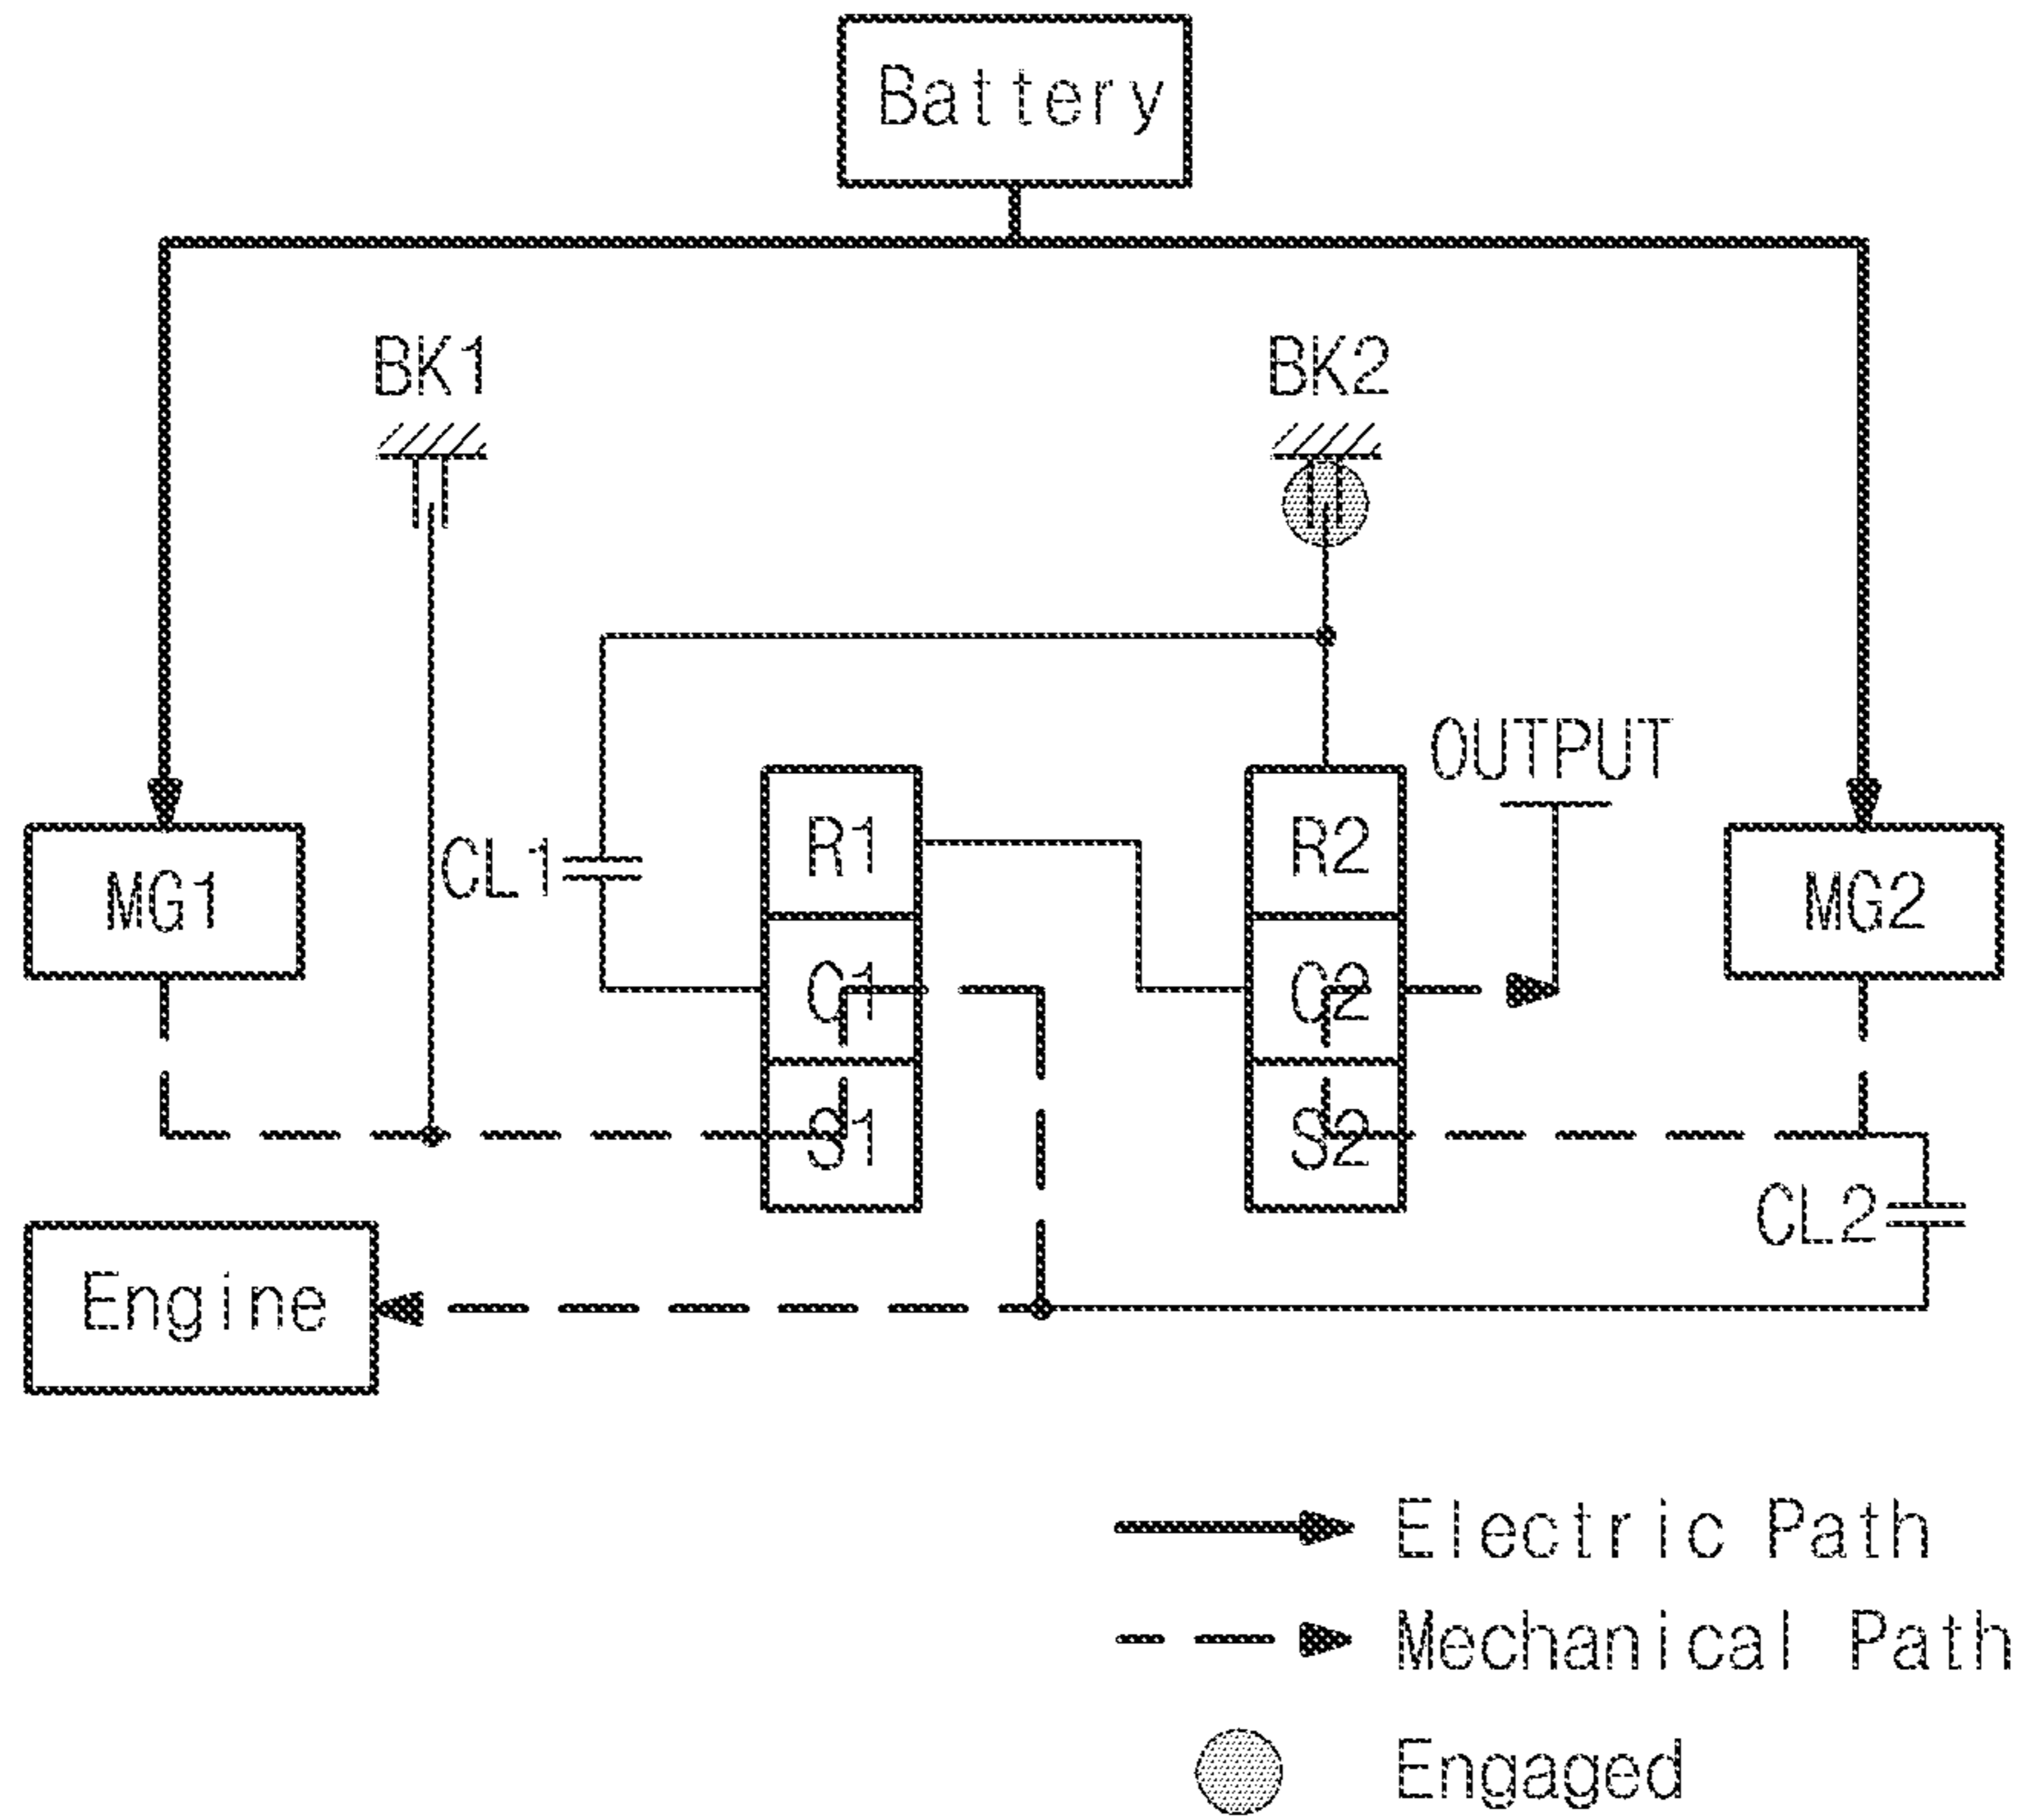 Battery
BK1
BK2
OUTPUT
CL1
R1
R2
MG1
MG2
C1
C2
S1
S2
CL2
Engine
Electric Path
Mechanical Path
Engaged